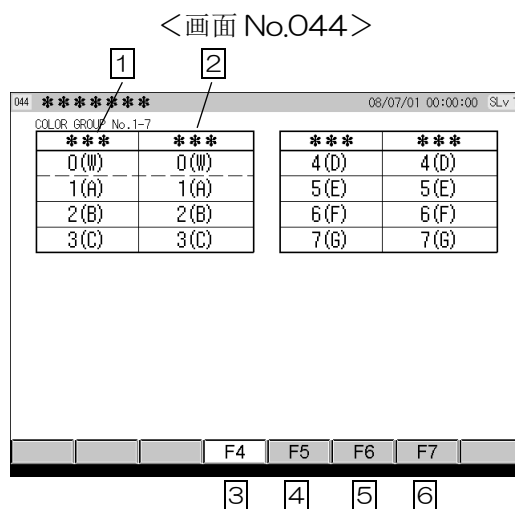 <画面 No.044>
1 2
044 ******* 08/07/01 00:00:00 SLv
COLOR GROUP No.1-7
*** *** *** ***
0(W) 0(W) 4(D) 4(D)
1(A) 1(A) 5(E) 5(E)
2(B) 2(B) 6(F) 6(F)
3(C) 3(C) 7(G) 7(G)
F4 F5 F6 F7
3 4 5 6